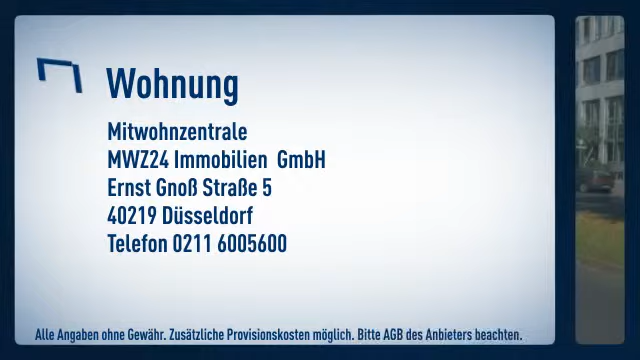 Wohnung
Mitwohnzentrale
MWZ24 Immobilien GmbH
Ernst Gnoß Straße 5
40219 Düsseldorf
Telefon 0211 6005600
Alle Angaben ohne Gewähr. Zusätzliche Provisionskosten möglich. Bitte AGB des Anbieters beachten.